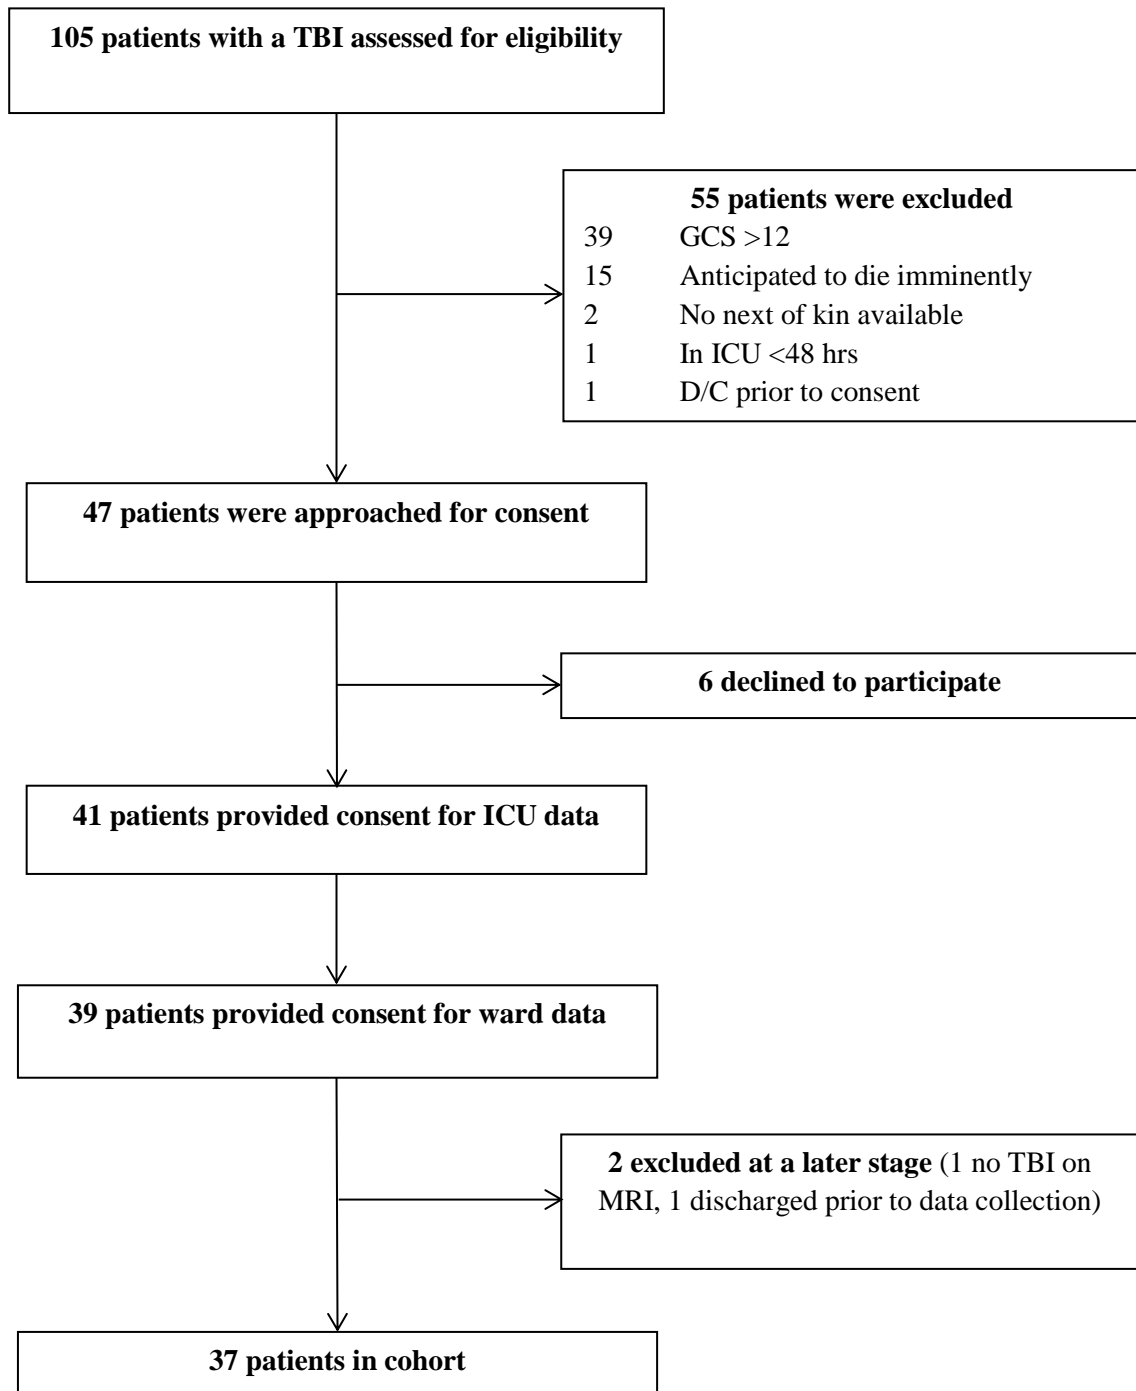 105 patients with a TBI assessed for eligibility
55 patients were excluded
39 GCS >12
15 Anticipated to die imminently
2 No next of kin available
1 In ICU <48 hrs
1 D/C prior to consent
47 patients were approached for consent
6 declined to participate
41 patients provided consent for ICU data
39 patients provided consent for ward data
2 excluded at a later stage (1 no TBI on
MRI, 1 discharged prior to data collection)
37 patients in cohort